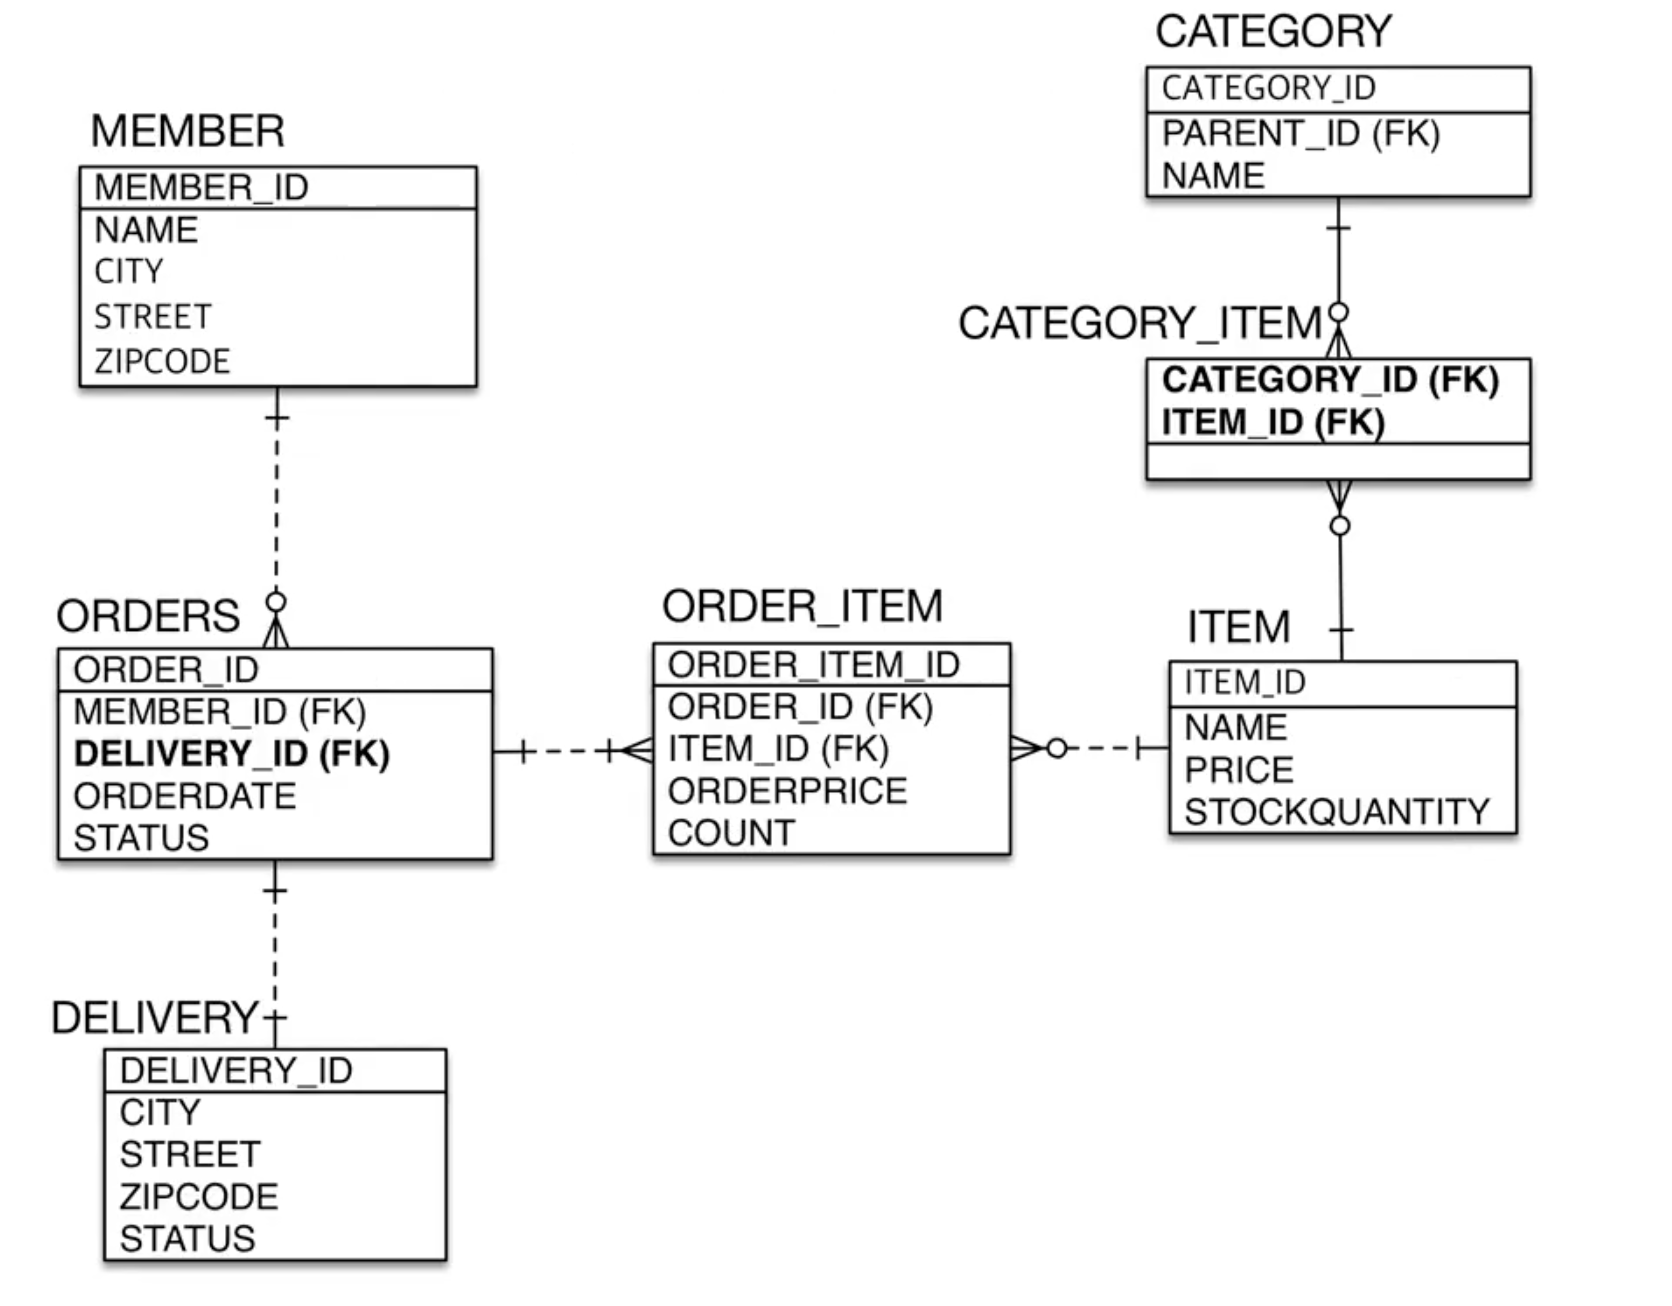 CATEGORY
CATEGORY_ID
PARENT_ID (FK)
NAME
MEMBER
MEMBER_ID
NAME
CITY
STREET
ZIPCODE
CATEGORY_ITEM
CATEGORY_ID (FK)
ITEM_ID (FK)
ORDERS
ORDER_ID
MEMBER_ID (FK)
DELIVERY_ID (FK)
ORDERDATE
STATUS
ORDER_ITEM
ORDER_ITEM_ID
ORDER_ID (FK)
ITEM_ID (FK)
ORDERPRICE
COUNT
ITEM
ITEM_ID
NAME
PRICE
STOCKQUANTITY
DELIVERY
DELIVERY_ID
CITY
STREET
ZIPCODE
STATUS